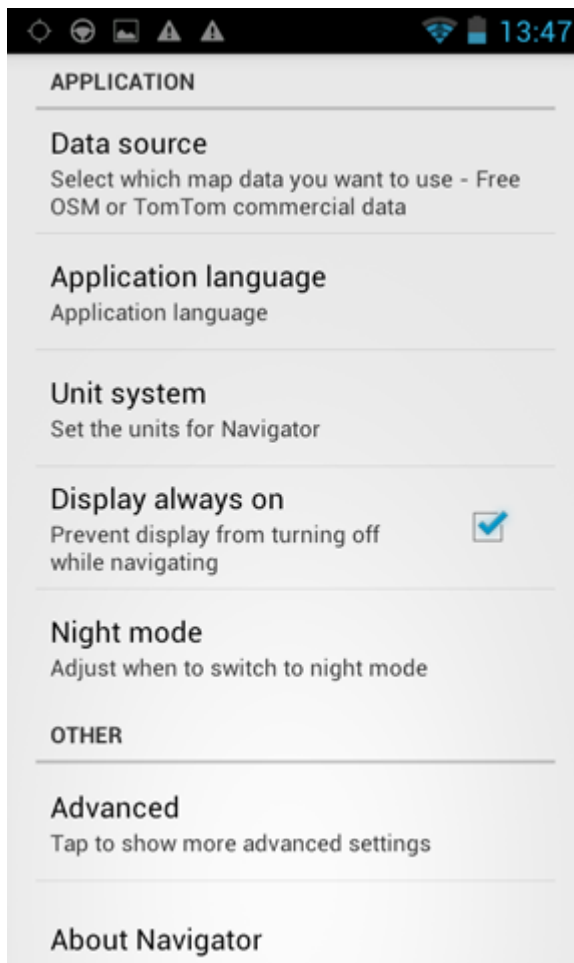 13:47
APPLICATION
Data source
Select which map data you want to use - Free
OSM or TomTom commercial data
Application language
Application language
Unit system
Set the units for Navigator
Display always on
Prevent display from turning off
while navigating
Night mode
Adjust when to switch to night mode
OTHER
Advanced
Tap to show more advanced settings
About Navigator